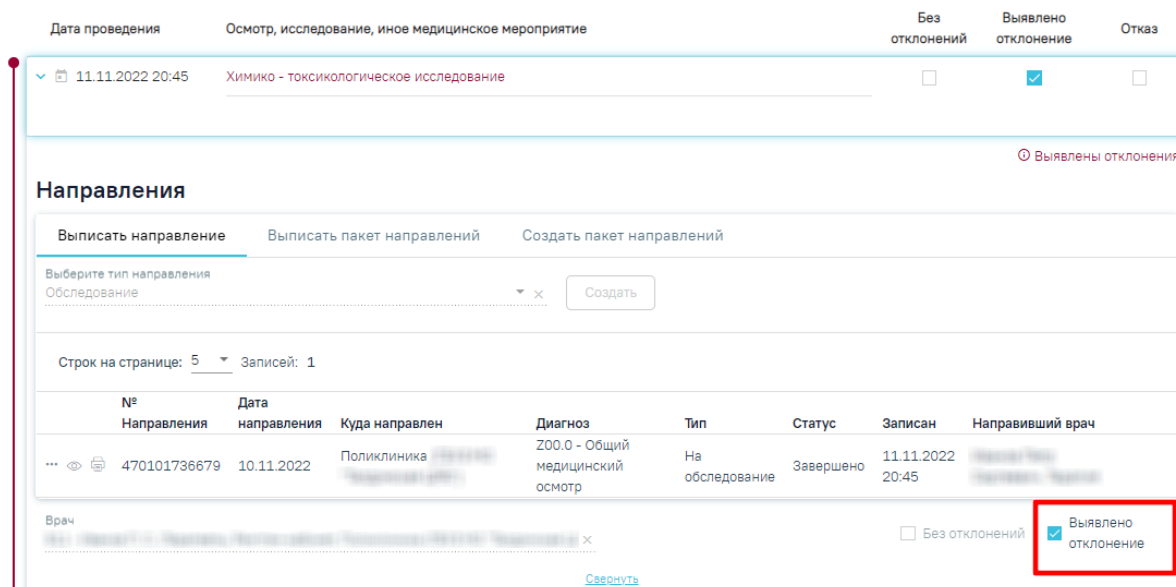 Дата проведения Осмотр, исследование, иное медицинское мероприятие Без отклонений Выявлено отклонение Отказ
11.11.2022 20:45 Химико - токсикологическое исследование
Выявлены отклонения
Направления
Выписать направление Выписать пакет направлений Создать пакет направлений
Выберите тип направления
Обследование Создать
Строк на странице: 5 Записей: 1
№ Направления Дата направления Куда направлен Диагноз Тип Статус Записан Направивший врач
470101736679 10.11.2022 Поликлиника Z00.0 - Общий медицинский осмотр На обследование Завершено 11.11.2022 20:45
Врач
Без отклонений Выявлено отклонение
Свернуть